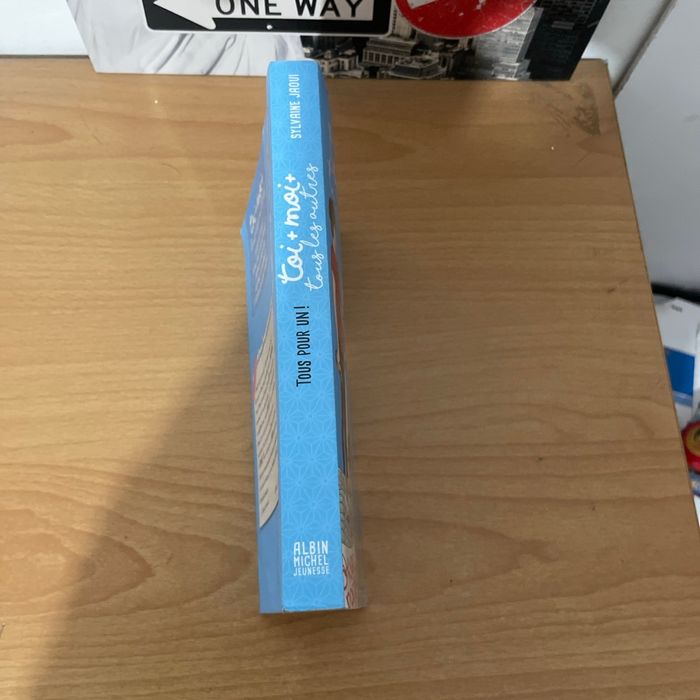 ONE WAY
SYLVAINE JAOUI
toi + moi +
tous les autres
TOUS POUR UN !
ALBIN
MICHEL
JEUNESSE